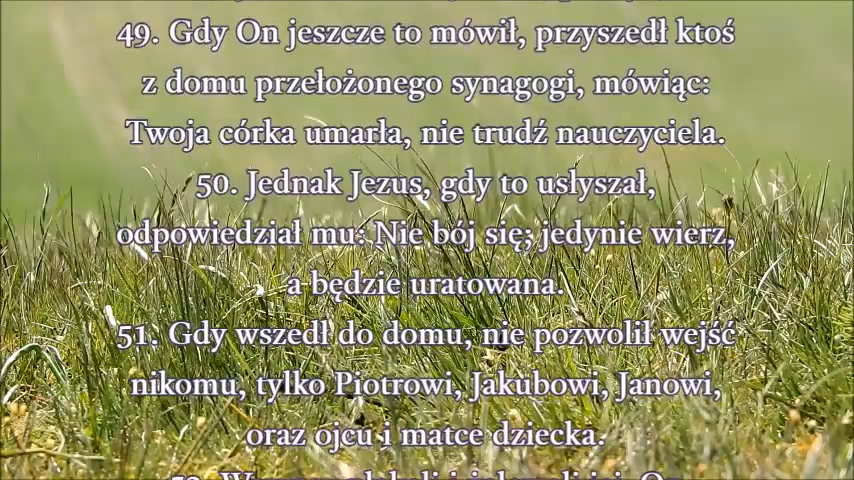 49. Gdy On jeszcze to mówił, przyszedł ktoś
z domu przełożonego synagogi, mówiąc:
Twoja córka umarła, nie trudź nauczyciela.
50. Jednak Jezus, gdy to usłyszał,
odpowiedział mu: Nie bój się; jedynie wierz,
a będzie uratowana.
51. Gdy wszedł do domu, nie pozwolił wejść
nikomu, tylko Piotrowi, Jakubowi, Janowi,
oraz ojcu i matce dziecka.